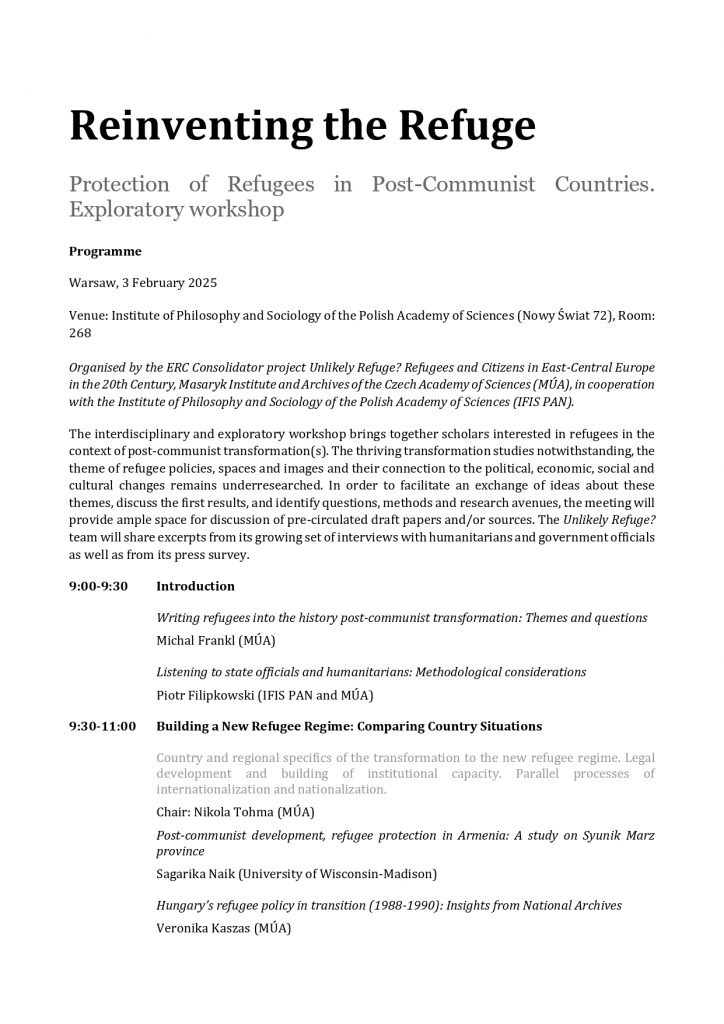 Reinventing the Refuge
Protection of Refugees in Post-Communist Countries.
Exploratory workshop
Programme
Warsaw, 3 February 2025
Venue: Institute of Philosophy and Sociology of the Polish Academy of Sciences (Nowy Świat 72), Room:
268
Organised by the ERC Consolidator project Unlikely Refuge? Refugees and Citizens in East-Central Europe
in the 20th Century, Masaryk Institute and Archives of the Czech Academy of Sciences (MÚA), in cooperation
with the Institute of Philosophy and Sociology of the Polish Academy of Sciences (IFIS PAN).
The interdisciplinary and exploratory workshop brings together scholars interested in refugees in the
context of post-communist transformation(s). The thriving transformation studies notwithstanding, the
theme of refugee policies, spaces and images and their connection to the political, economic, social and
cultural changes remains underresearched. In order to facilitate an exchange of ideas about these
themes, discuss the first results, and identify questions, methods and research avenues, the meeting will
provide ample space for discussion of pre-circulated draft papers and/or sources. The Unlikely Refuge?
team will share excerpts from its growing set of interviews with humanitarians and government officials
as well as from its press survey.
9:00-9:30 Introduction
Writing refugees into the history post-communist transformation: Themes and questions
Michal Frankl (MÚA)
Listening to state officials and humanitarians: Methodological considerations
Piotr Filipkowski (IFIS PAN and MÚA)
9:30-11:00 Building a New Refugee Regime: Comparing Country Situations
Country and regional specifics of the transformation to the new refugee regime. Legal
development and building of institutional capacity. Parallel processes of
internationalization and nationalization.
Chair: Nikola Tohma (MÚA)
Post-communist development, refugee protection in Armenia: A study on Syunik Marz
province
Sagarika Naik (University of Wisconsin-Madison)
Hungary's refugee policy in transition (1988-1990): Insights from National Archives
Veronika Kaszas (MÚA)